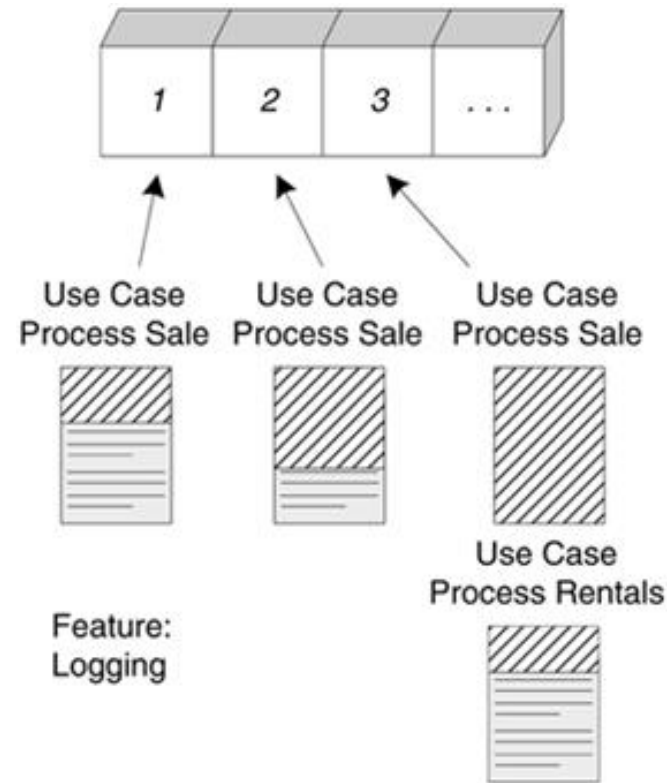 1 2 3 . . .
Use Case Use Case Use Case
Process Sale Process Sale Process Sale
Use Case
Process Rentals
Feature:
Logging